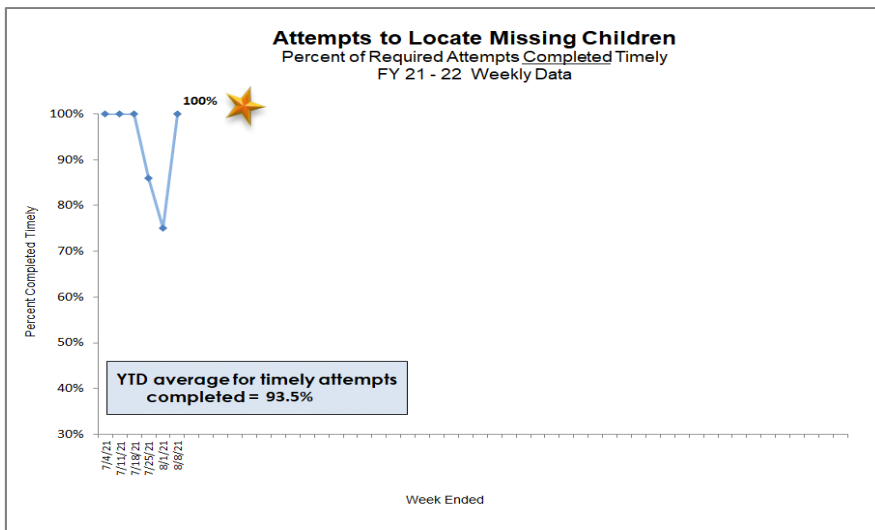 Attempts to Locate Missing Children
Percent of Required Attempts Completed Timely
FY 21 - 22 Weekly Data
100%
100%
90%
80%
70%
60%
50%
40%
30%
Percent Completed Timely
YTD average for timely attempts
completed = 93.5%
7/4/21
7/11/21
7/18/21
7/25/21
8/1/21
8/8/21
Week Ended